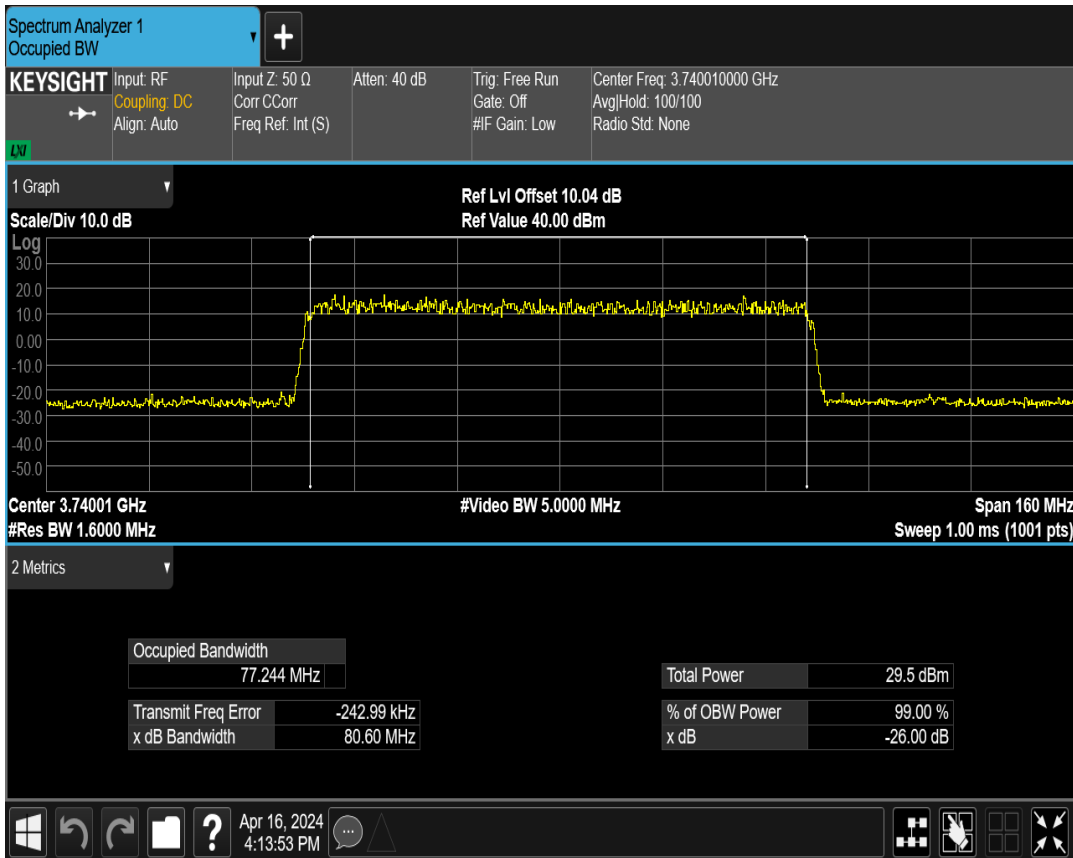 Spectrum Analyzer 1
Occupied BW
KEYSIGHT
LXI
Input: RF
Coupling: DC
Align: Auto
Input Z: 50 Ω
Corr CCorr
Freq Ref: Int (S)
Atten: 40 dB
Trig: Free Run
Gate: Off
#IF Gain: Low
Center Freq: 3.740010000 GHz
Avg|Hold: 100/100
Radio Std: None
1 Graph
Scale/Div 10.0 dB
Ref Lvl Offset 10.04 dB
Ref Value 40.00 dBm
Log
30.0
20.0
10.0
0.00
-10.0
-20.0
-30.0
-40.0
-50.0
Center 3.74001 GHz
#Res BW 1.6000 MHz
#Video BW 5.0000 MHz
Span 160 MHz
Sweep 1.00 ms (1001 pts)
2 Metrics
Occupied Bandwidth
77.244 MHz
Transmit Freq Error -242.99 kHz
x dB Bandwidth 80.60 MHz
Total Power 29.5 dBm
% of OBW Power 99.00 %
x dB -26.00 dB
?
Apr 16, 2024
4:13:53 PM